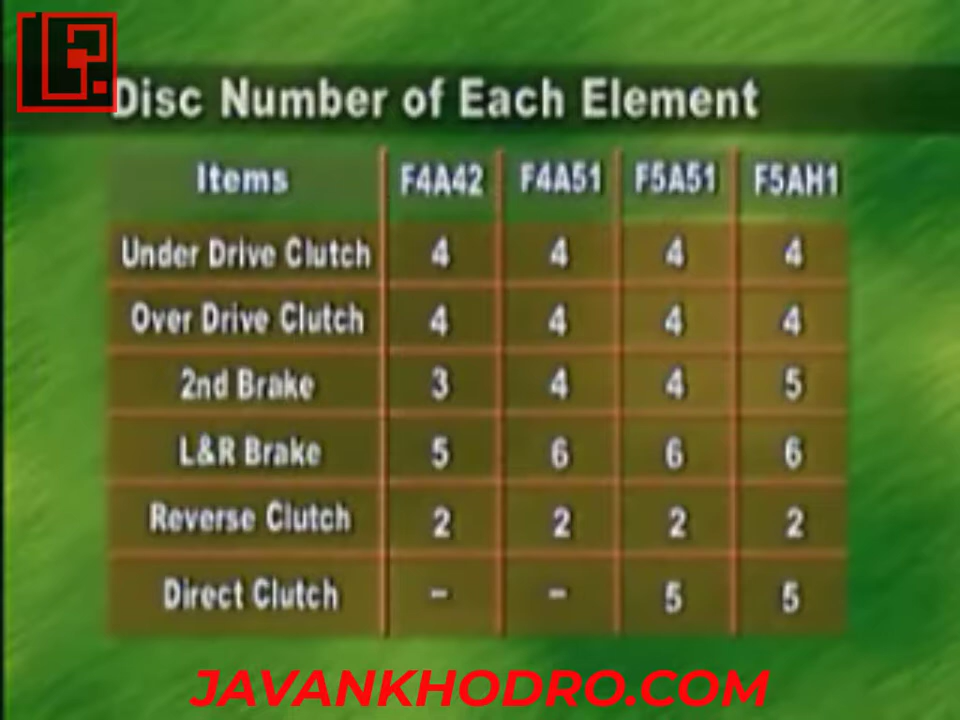 Disc Number of Each Element
Items F4A42 F4A51 F5A51 F5AH1
Under Drive Clutch 4 4 4 4
Over Drive Clutch 4 4 4 4
2nd Brake 3 4 4 5
L&R Brake 5 6 6 6
Reverse Clutch 2 2 2 2
Direct Clutch – – 5 5
JAVANKHODRO.COM